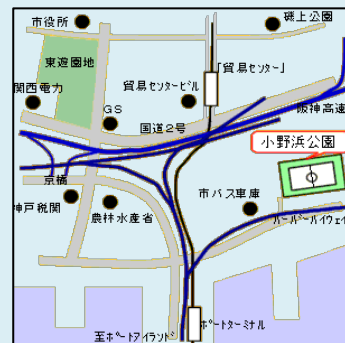 市役所
磯上公園
東遊園地
「貿易センター」
関西電力
貿易センタービル
GS
国道2号
阪神高速
小野浜公園
京橋
神戸税関
農林水産省
市バス車庫
ハーバーハイウェイ
ポートターミナル
至ポートアイランド